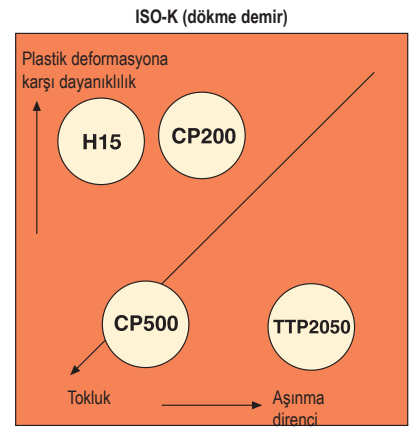 ISO-K (dökme demir)
Plastik deformasyona
karşı dayanıklılık
H15
CP200
CP500
TTP2050
Tokluk
Aşınma
direnci